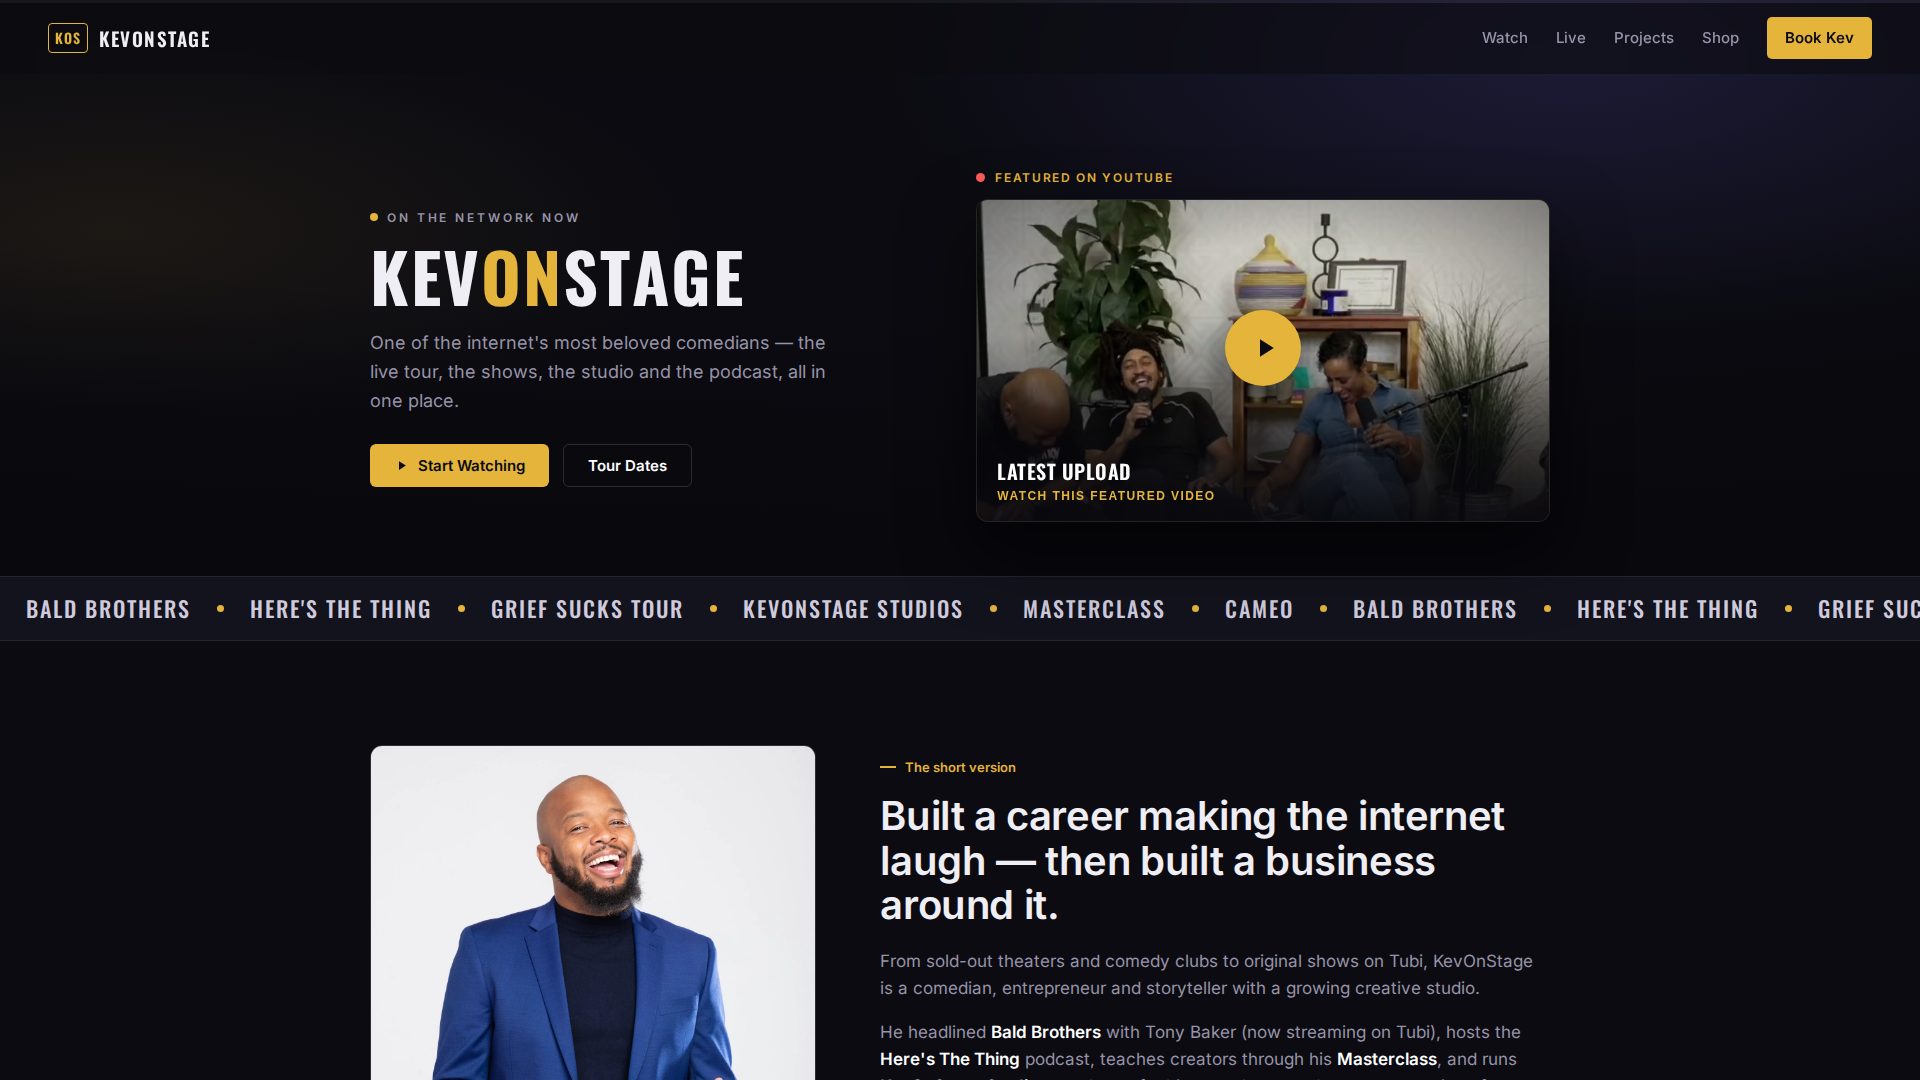 KOS KEVONSTAGE
Watch Live Projects Shop Book Kev
ON THE NETWORK NOW
KEVONSTAGE
One of the internet's most beloved comedians — the
live tour, the shows, the studio and the podcast, all in
one place.
Start Watching Tour Dates
FEATURED ON YOUTUBE
LATEST UPLOAD
WATCH THIS FEATURED VIDEO
BALD BROTHERS • HERE'S THE THING • GRIEF SUCKS TOUR • KEVONSTAGE STUDIOS • MASTERCLASS • CAMEO • BALD BROTHERS • HERE'S THE THING • GRIEF SUC
The short version
Built a career making the internet
laugh — then built a business
around it.
From sold-out theaters and comedy clubs to original shows on Tubi, KevOnStage
is a comedian, entrepreneur and storyteller with a growing creative studio.
He headlined Bald Brothers with Tony Baker (now streaming on Tubi), hosts the
Here's The Thing podcast, teaches creators through his Masterclass, and runs